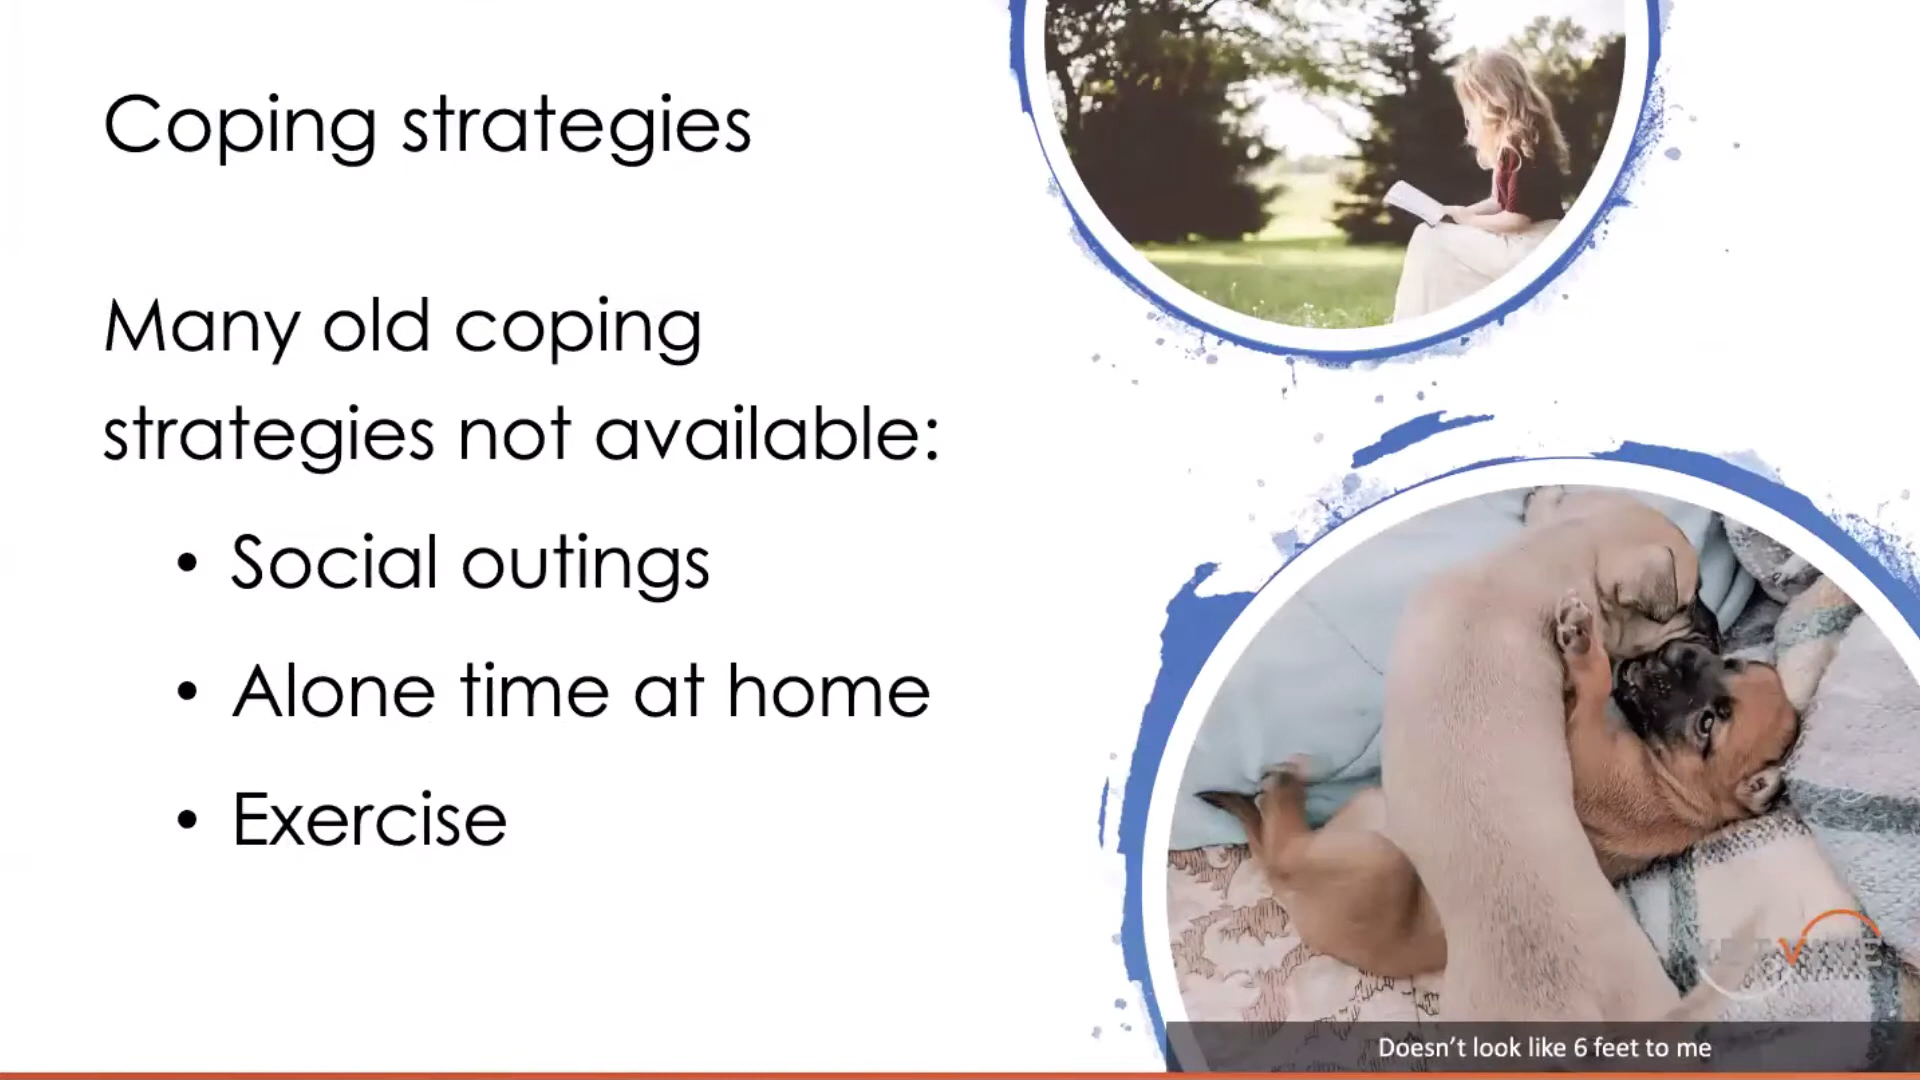 Coping strategies
Many old coping
strategies not available:
• Social outings
• Alone time at home
• Exercise
Doesn't look like 6 feet to me